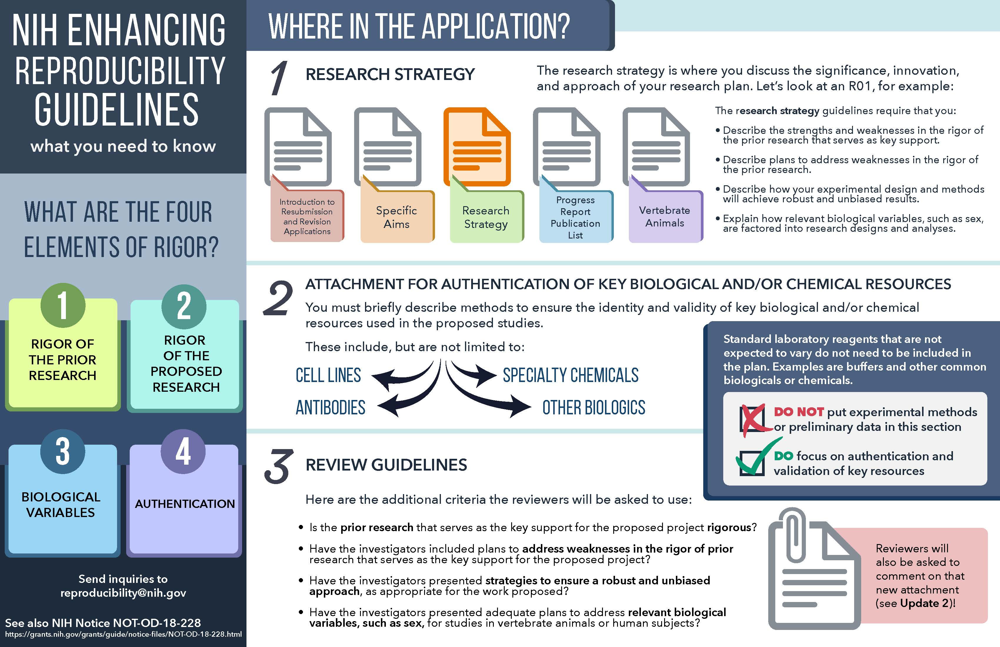 NIH ENHANCING
REPRODUCIBILITY
GUIDELINES
what you need to know
WHAT ARE THE FOUR
ELEMENTS OF RIGOR?
1
RIGOR OF
THE PRIOR
RESEARCH
2
RIGOR
OF THE
PROPOSED
RESEARCH
3
BIOLOGICAL
VARIABLES
4
AUTHENTICATION
Send inquiries to
reproducibility@nih.gov
See also NIH Notice NOT-OD-18-228
https://grants.nih.gov/grants/guide/notice-files/NOT-OD-18-228.html
WHERE IN THE APPLICATION?
1
RESEARCH STRATEGY
The research strategy is where you discuss the significance, innovation,
and approach of your research plan. Let's look at an R01, for example:
Introduction to
Resubmission
and Revision
Applications
Specific
Aims
Research
Strategy
Progress
Report
Publication
List
Vertebrate
Animals
The research strategy guidelines require that you:
• Describe the strengths and weaknesses in the rigor of
the prior research that serves as key support.
• Describe plans to address weaknesses in the rigor of
the prior research.
• Describe how your experimental design and methods
will achieve robust and unbiased results.
• Explain how relevant biological variables, such as sex,
are factored into research designs and analyses.
2
ATTACHMENT FOR AUTHENTICATION OF KEY BIOLOGICAL AND/OR CHEMICAL RESOURCES
You must briefly describe methods to ensure the identity and validity of key biological and/or chemical
resources used in the proposed studies.
These include, but are not limited to:
CELL LINES
SPECIALTY CHEMICALS
ANTIBODIES
OTHER BIOLOGICS
Standard laboratory reagents that are not
expected to vary do not need to be included in
the plan. Examples are buffers and other common
biologicals or chemicals.
DO NOT put experimental methods
or preliminary data in this section
DO focus on authentication and
validation of key resources
3
REVIEW GUIDELINES
Here are the additional criteria the reviewers will be asked to use:
• Is the prior research that serves as the key support for the proposed project rigorous?
• Have the investigators included plans to address weaknesses in the rigor of prior
research that serves as the key support for the proposed project?
• Have the investigators presented strategies to ensure a robust and unbiased
approach, as appropriate for the work proposed?
• Have the investigators presented adequate plans to address relevant biological
variables, such as sex, for studies in vertebrate animals or human subjects?
Reviewers will
also be asked to
comment on that
new attachment
(see Update 2)!